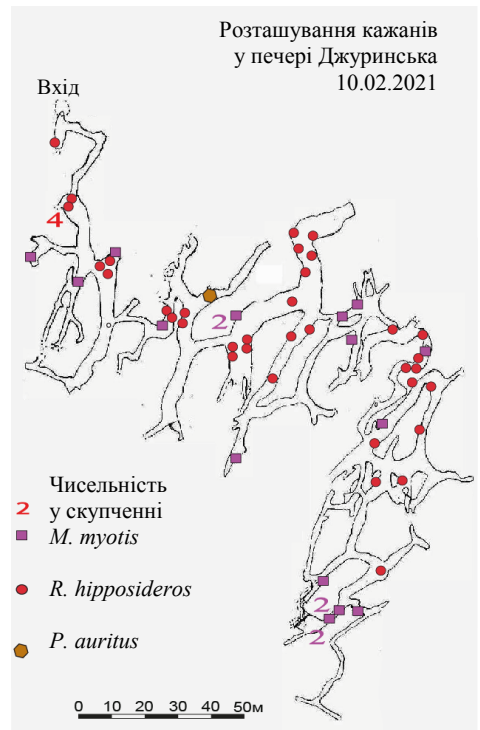 Розташування кажанів
у печері Джуринська
10.02.2021
Вхід
4
2
Чисельність
2 у скупченні
M. myotis
R. hipposideros
2
2
P. auritus
0 10 20 30 40 50м